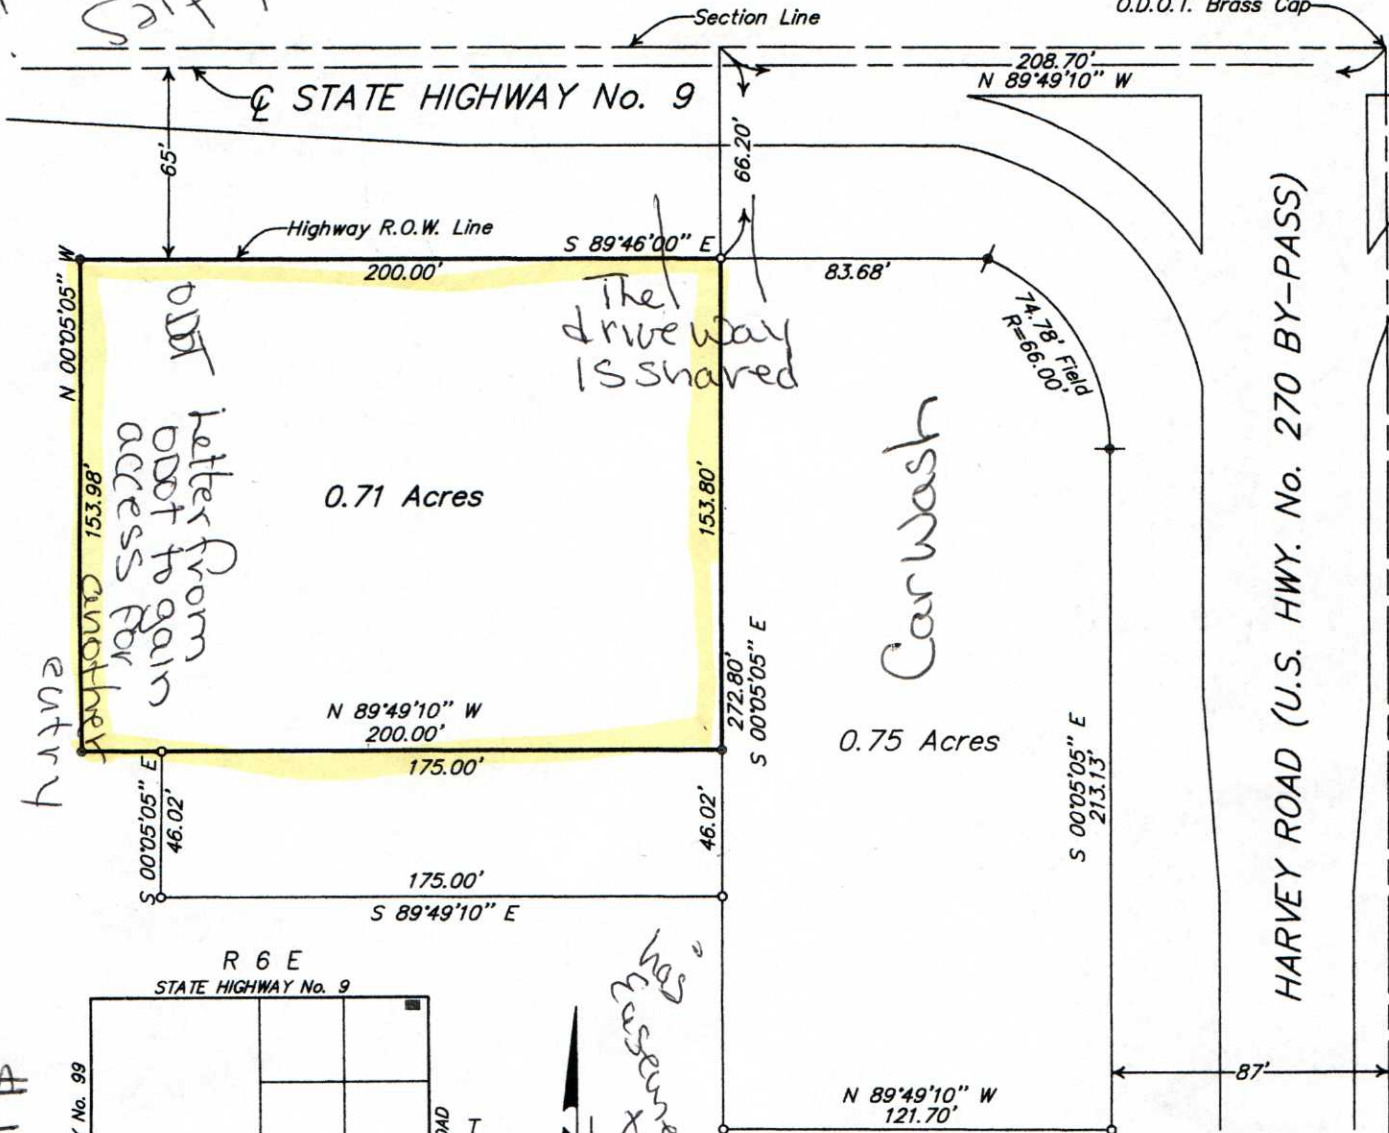 Salt
Section Line
O.D.O.T. Brass Cap
208.70'
N 89°49'10" W
℄ STATE HIGHWAY No. 9
65'
66.20'
Highway R.O.W. Line
S 89°46'00" E
200.00'
83.68'
N 00°05'05" W
153.98'
The
driveway
is shared
74.78' Field
R=66.00'
ODOT
Letter from
ODOT to gain
access for
another
entry
0.71 Acres
153.80'
Car Wash
HARVEY ROAD (U.S. HWY. No. 270 BY-PASS)
272.80'
S 00°05'05" E
N 89°49'10" W
200.00'
175.00'
0.75 Acres
S 00°05'05" E
213.13'
S 00°05'05" E
46.02'
46.02'
175.00'
S 89°49'10" E
has
R 6 E
STATE HIGHWAY No. 9
No. 99
T
N 89°49'10" W
121.70'
87'